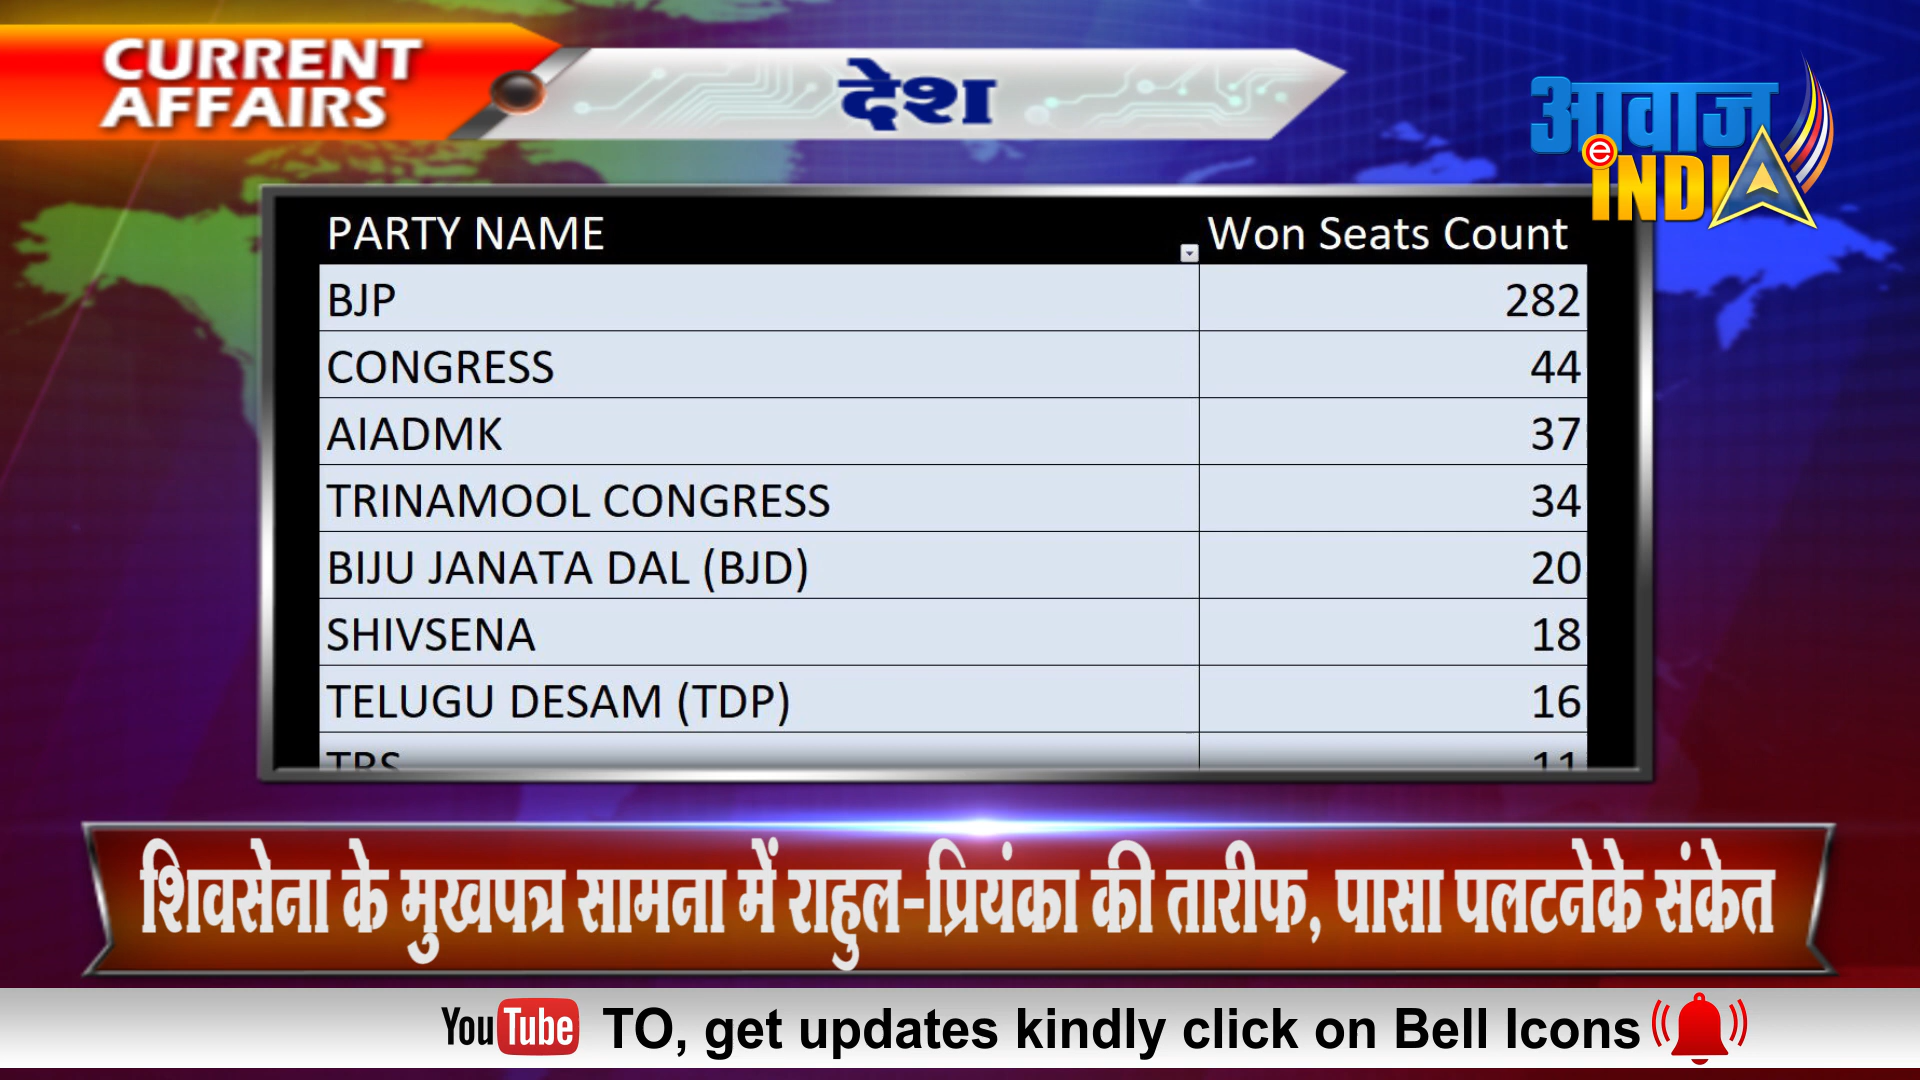 CURRENT
AFFAIRS
देश
आवाज
e INDIA
PARTY NAME Won Seats Count
BJP 282
CONGRESS 44
AIADMK 37
TRINAMOOL CONGRESS 34
BIJU JANATA DAL (BJD) 20
SHIVSENA 18
TELUGU DESAM (TDP) 16
TRS 11
शिवसेना के मुखपत्र सामना में राहुल-प्रियंका की तारीफ, पासा पलटनेके संकेत
YouTube TO, get updates kindly click on Bell Icons